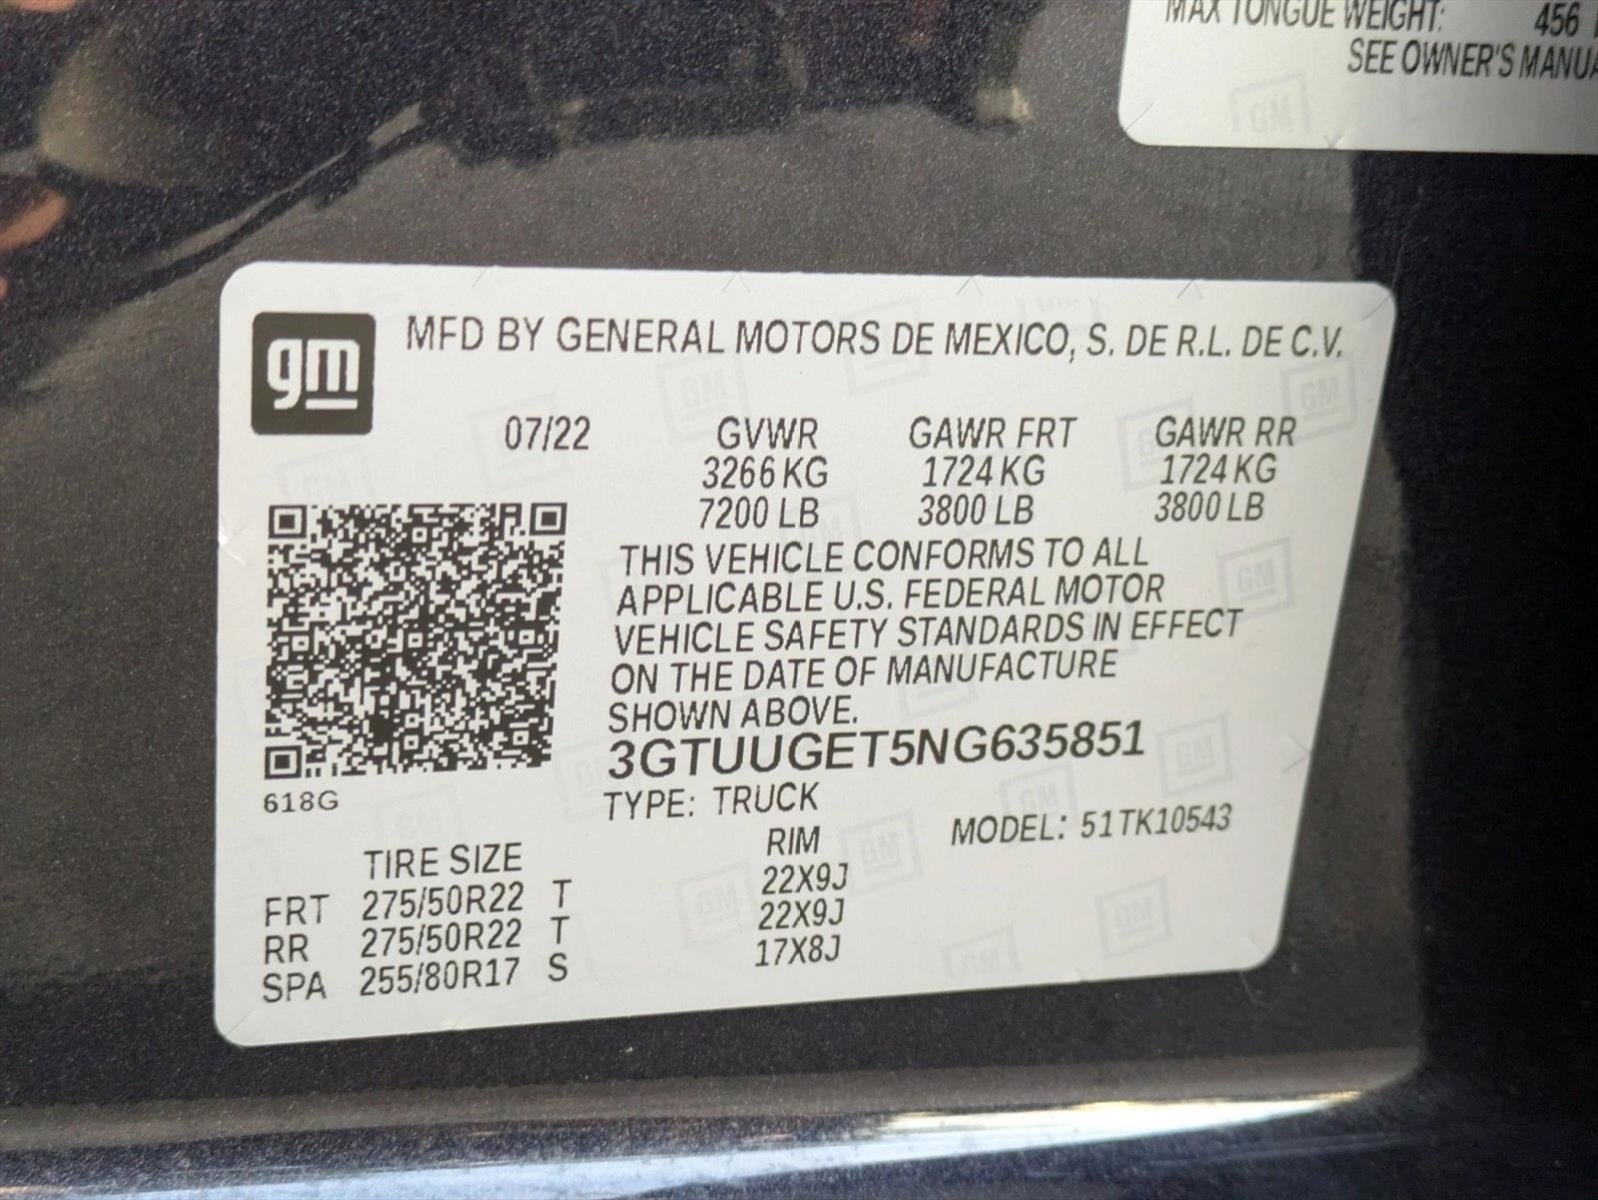 MAX TONGUE WEIGHT: 456
SEE OWNER'S MANUA
gm
MFD BY GENERAL MOTORS DE MEXICO, S. DE R.L. DE C.V.
07/22 GVWR GAWR FRT GAWR RR
3266 KG 1724 KG 1724 KG
7200 LB 3800 LB 3800 LB
THIS VEHICLE CONFORMS TO ALL
APPLICABLE U.S. FEDERAL MOTOR
VEHICLE SAFETY STANDARDS IN EFFECT
ON THE DATE OF MANUFACTURE
SHOWN ABOVE.
3GTUUGET5NG635851
618G
TYPE: TRUCK
MODEL: 51TK10543
TIRE SIZE RIM
FRT 275/50R22 T 22X9J
RR 275/50R22 T 22X9J
SPA 255/80R17 S 17X8J